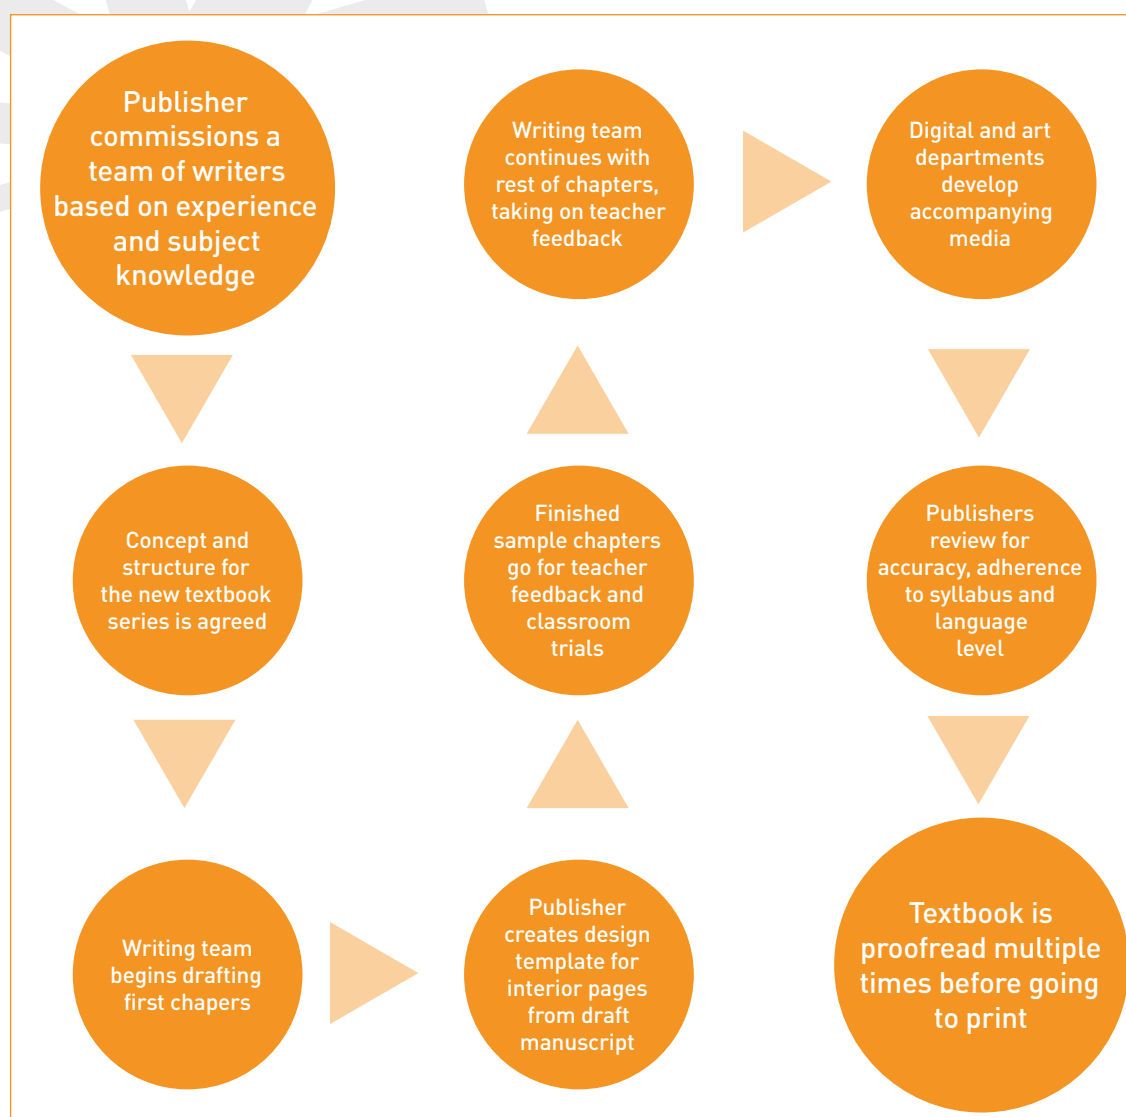 Publisher
commissions a
team of writers
based on experience
and subject
knowledge
Concept and
structure for
the new textbook
series is agreed
Writing team
begins drafting
first chapers
Publisher
creates design
template for
interior pages
from draft
manuscript
Finished
sample chapters
go for teacher
feedback and
classroom
trials
Writing team
continues with
rest of chapters,
taking on teacher
feedback
Digital and art
departments
develop
accompanying
media
Publishers
review for
accuracy, adherence
to syllabus and
language
level
Textbook is
proofread multiple
times before going
to print